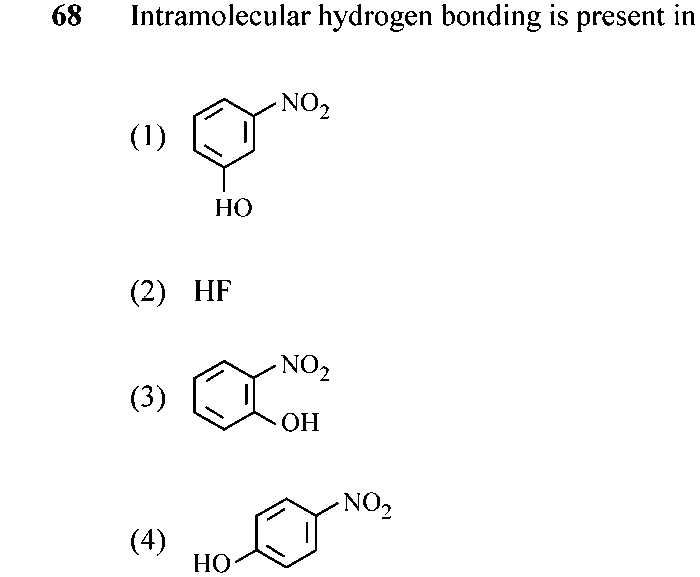 68 Intramolecular hydrogen bonding is present in
(1)
NO2
HO
(2) HF
(3)
NO2
OH
(4)
NO2
HO